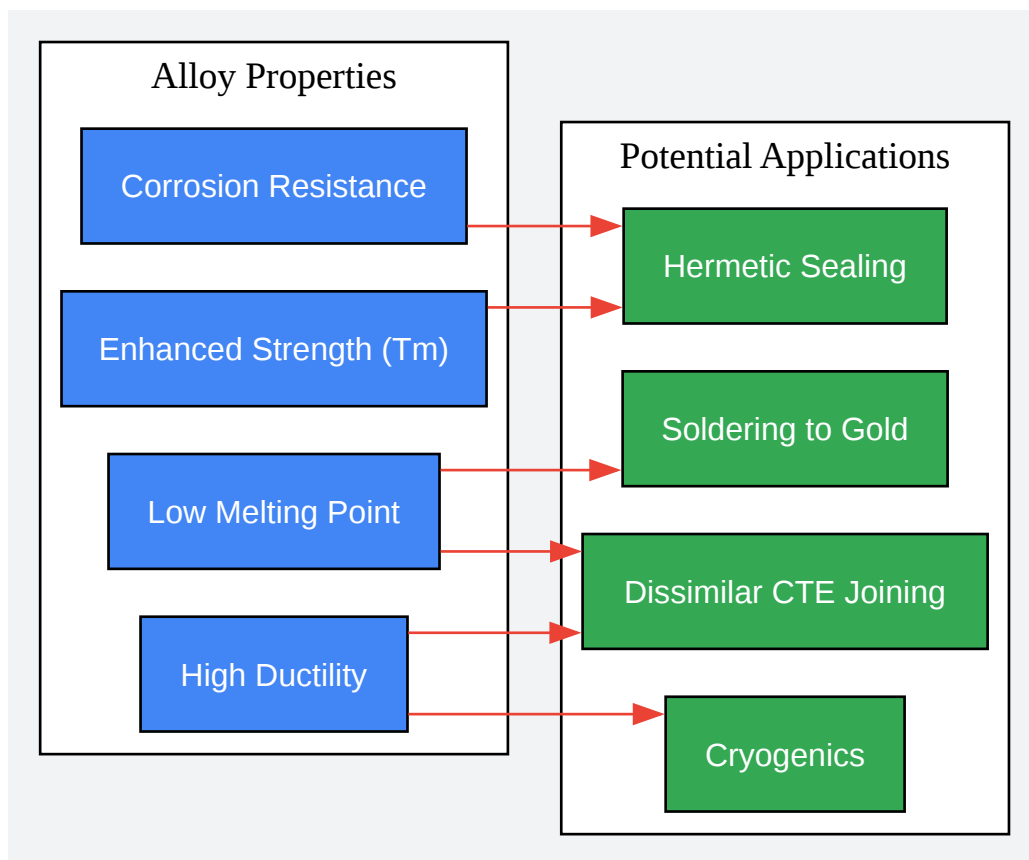 Alloy Properties
Corrosion Resistance
Enhanced Strength (Tm)
Low Melting Point
High Ductility
Potential Applications
Hermetic Sealing
Soldering to Gold
Dissimilar CTE Joining
Cryogenics